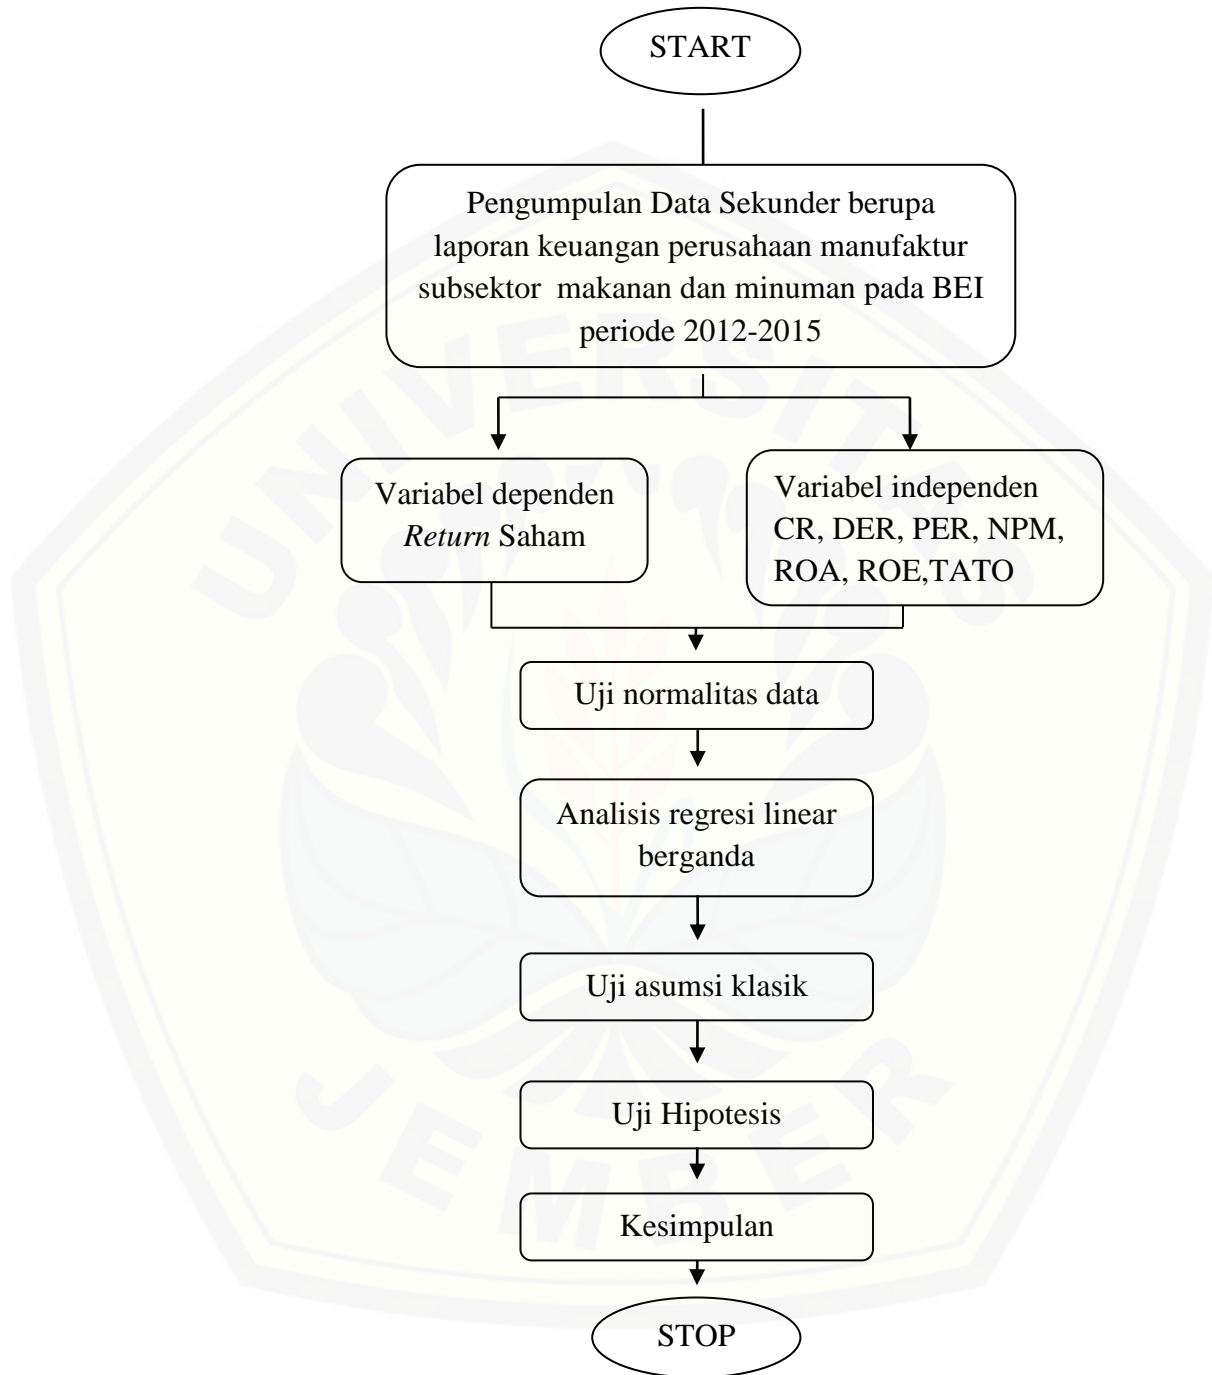 START
Pengumpulan Data Sekunder berupa
laporan keuangan perusahaan manufaktur
subsektor makanan dan minuman pada BEI
periode 2012-2015
Variabel dependen
Return Saham
Variabel independen
CR, DER, PER, NPM,
ROA, ROE,TATO
Uji normalitas data
Analisis regresi linear
berganda
Uji asumsi klasik
Uji Hipotesis
Kesimpulan
STOP
UNIVERSITAS
JEMBER